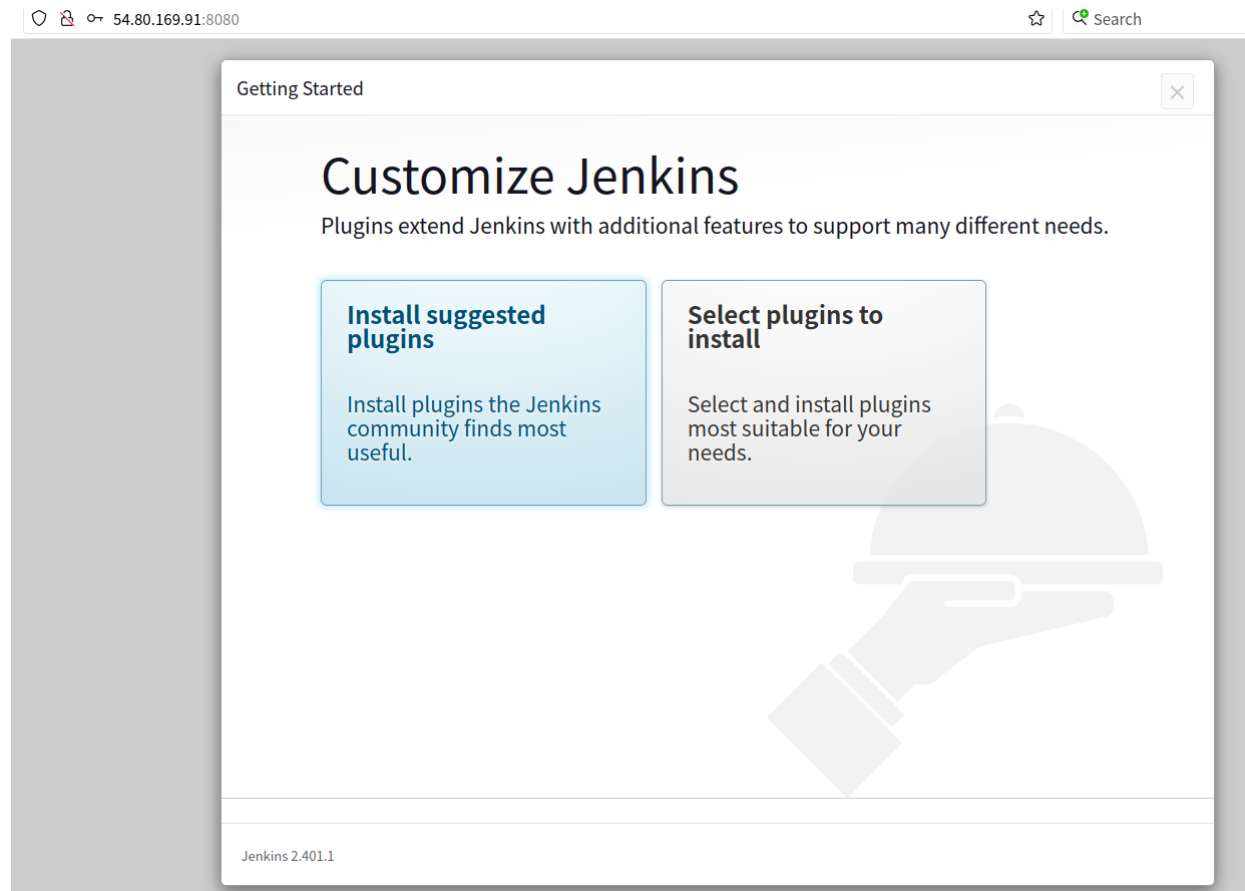 54.80.169.91:8080
Search
Getting Started
Customize Jenkins
Plugins extend Jenkins with additional features to support many different needs.
Install suggested
plugins
Install plugins the Jenkins
community finds most
useful.
Select plugins to
install
Select and install plugins
most suitable for your
needs.
Jenkins 2.401.1